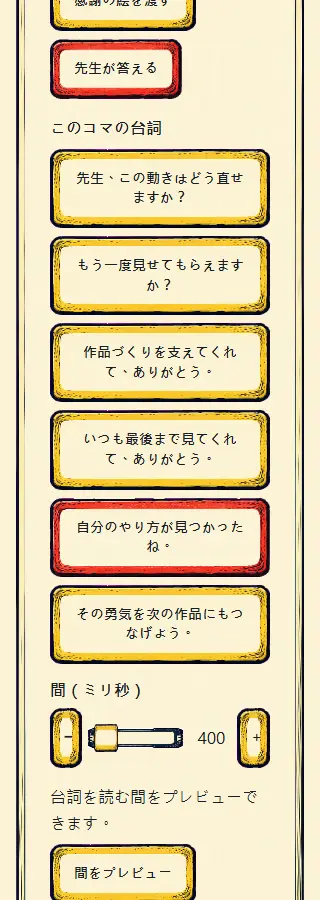 感謝の絵を渡す
先生が答える
このコマの台詞
先生、この動きはどう直せ
ますか？
もう一度見せてもらえます
か？
作品づくりを支えてくれ
て、ありがとう。
いつも最後まで見てくれ
て、ありがとう。
自分のやり方が見つかった
ね。
その勇気を次の作品にもつ
なげよう。
間 ( ミリ秒 )
− 400 +
台詞を読む間をプレビューで
きます。
間をプレビュー